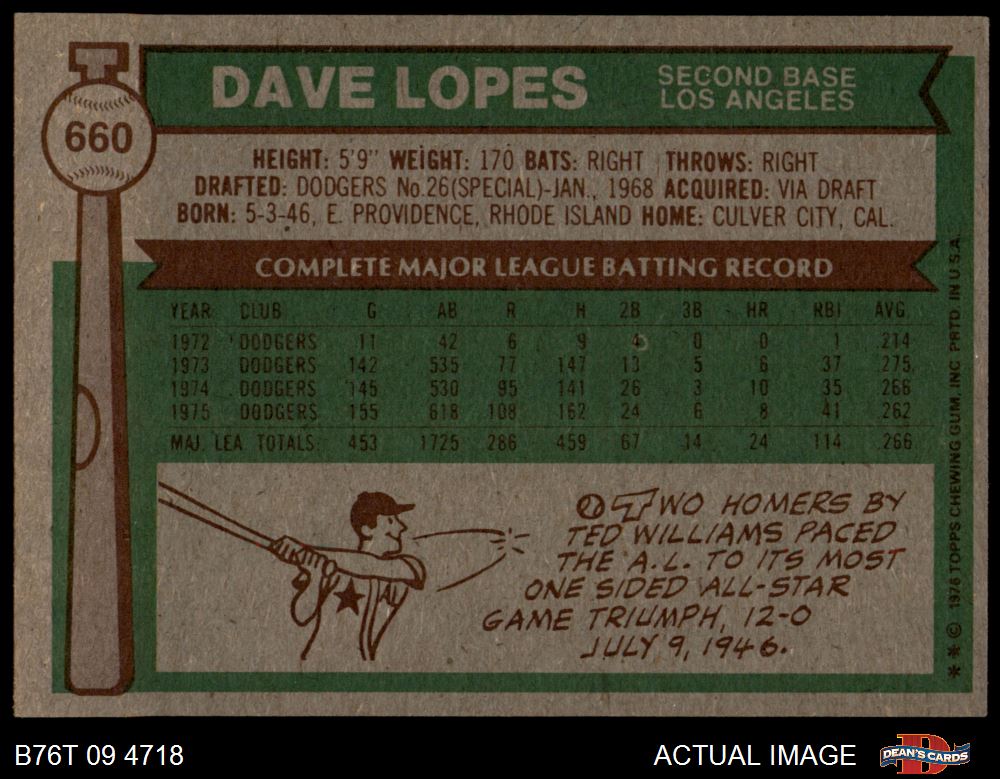 660
DAVE LOPES
SECOND BASE
LOS ANGELES
HEIGHT: 5'9" WEIGHT: 170 BATS: RIGHT THROWS: RIGHT
DRAFTED: DODGERS No.26(SPECIAL)-JAN., 1968 ACQUIRED: VIA DRAFT
BORN: 5-3-46, E. PROVIDENCE, RHODE ISLAND HOME: CULVER CITY, CAL.
COMPLETE MAJOR LEAGUE BATTING RECORD
YEAR CLUB G AB R H 2B 3B HR RBI AVG.
1972 DODGERS 11 42 6 9 4 0 0 1 .214
1973 DODGERS 142 535 77 147 13 5 6 37 .275
1974 DODGERS 145 530 95 141 26 3 10 35 .266
1975 DODGERS 155 618 108 162 24 6 8 41 .262
MAJ. LEA. TOTALS 453 1725 286 459 67 14 24 114 .266
TWO HOMERS BY
TED WILLIAMS PACED
THE A.L. TO ITS MOST
ONE SIDED ALL-STAR
GAME TRIUMPH, 12-0
JULY 9, 1946.
* * © 1976 TOPPS CHEWING GUM, INC. PRTD. IN U.S.A.
B76T 09 4718
ACTUAL IMAGE
DEAN'S CARDS